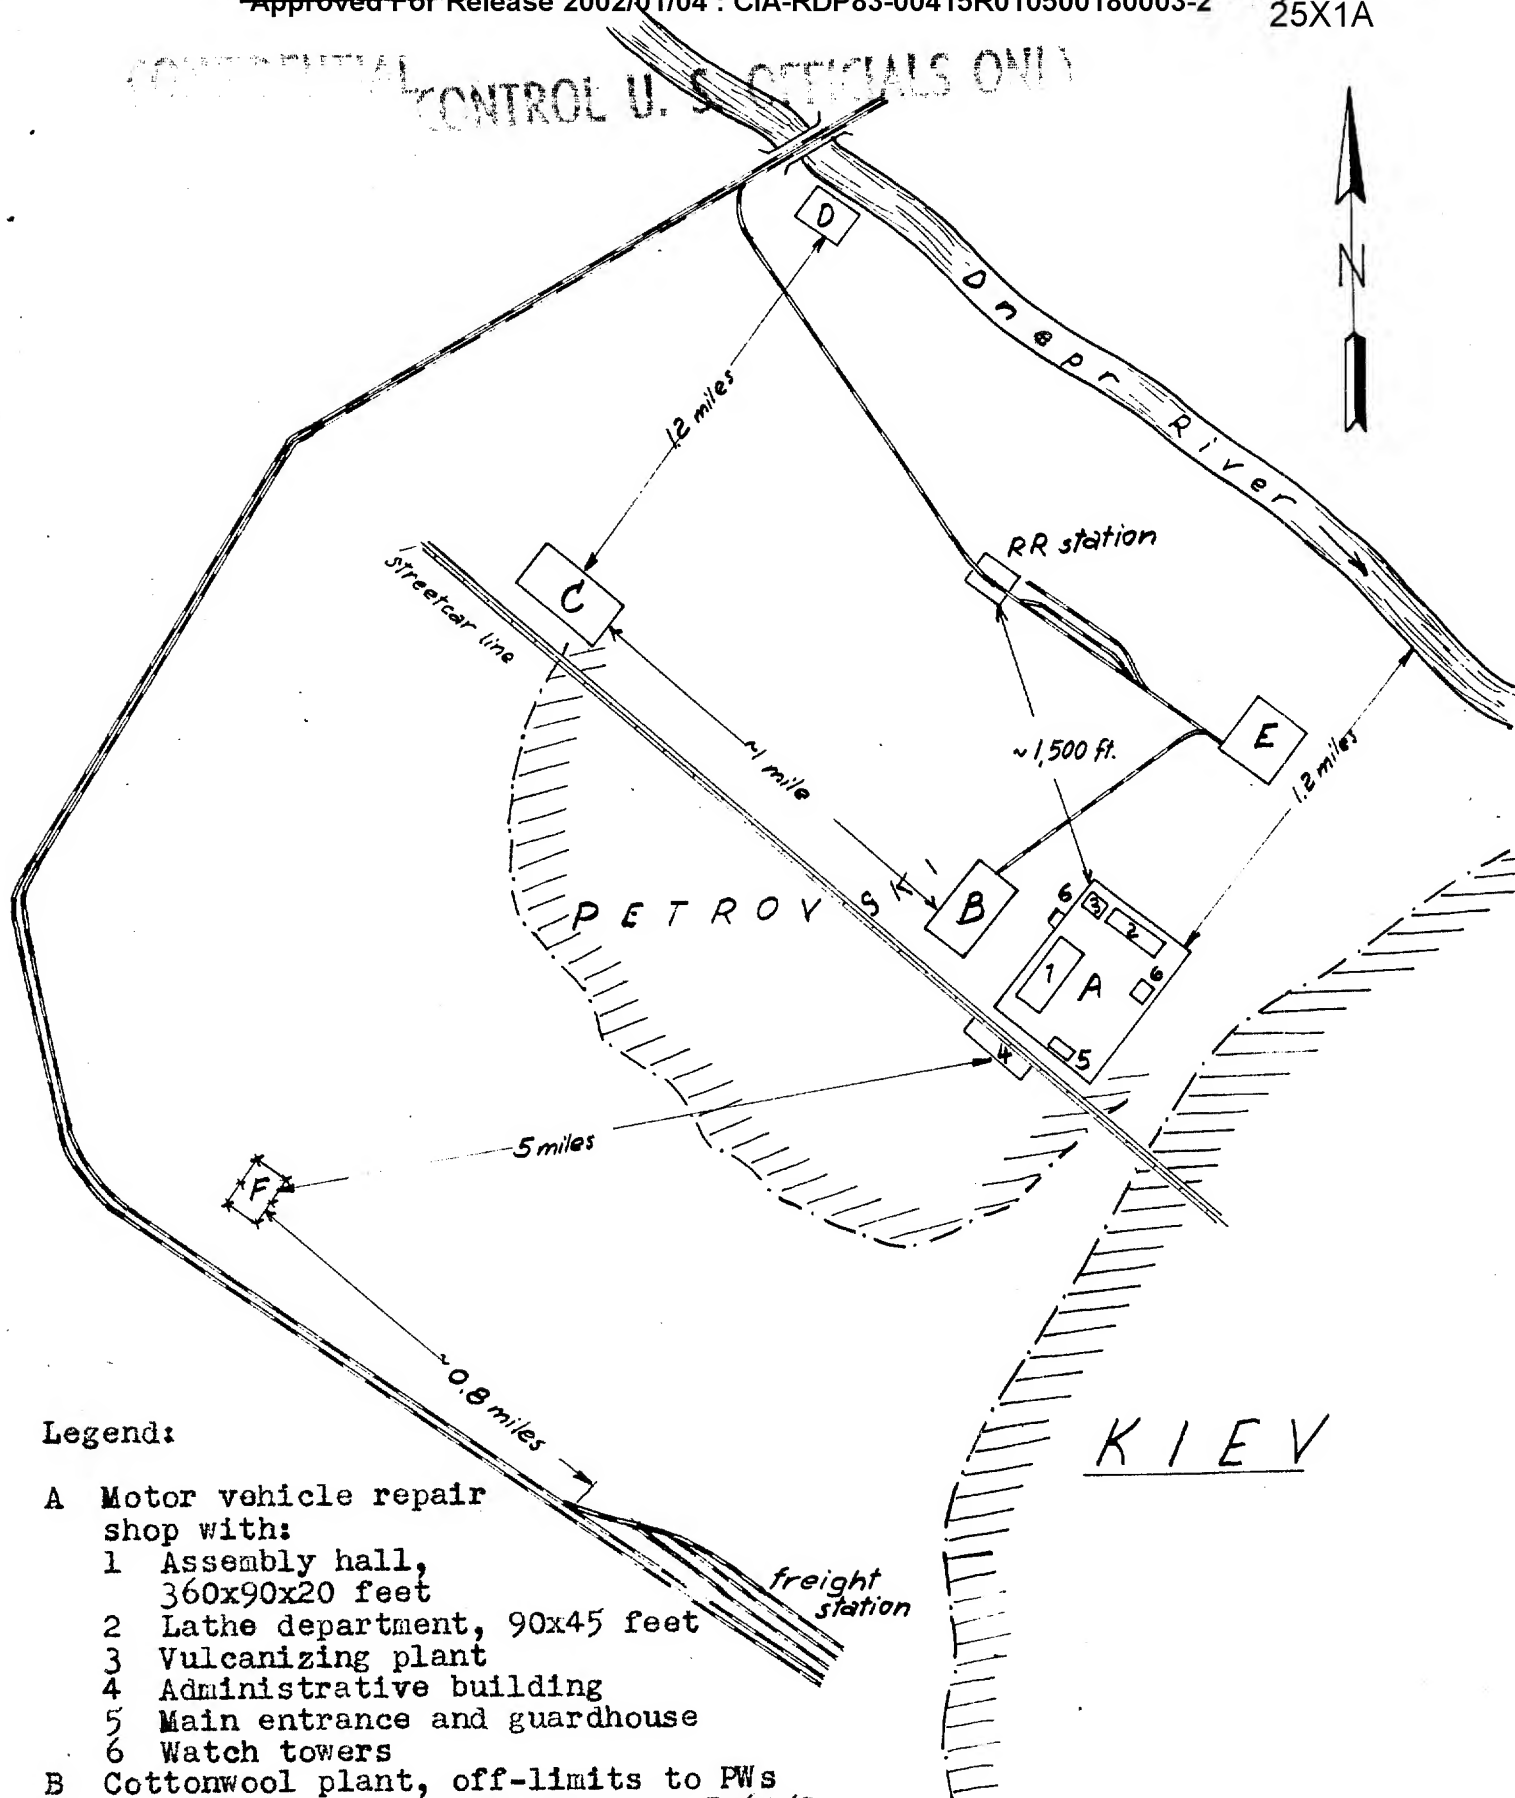 Approved For Release 2002/01/04 : CIA-RDP83-00415R010500180003-2
25X1A
CONFIDENTIAL
CONTROL U. S. OFFICIALS ONLY
N
D
Dnepr River
1.2 miles
RR station
C
streetcar line
E
~1,500 ft.
1.2 miles
~1 mile
PETROVSKI
B
6
3
2
6
1
A
5
4
5 miles
F
~0.8 miles
KIEV
freight
station
Legend:
A Motor vehicle repair
shop with:
1 Assembly hall,
360x90x20 feet
2 Lathe department, 90x45 feet
3 Vulcanizing plant
4 Administrative building
5 Main entrance and guardhouse
6 Watch towers
B Cottonwool plant, off-limits to PWs